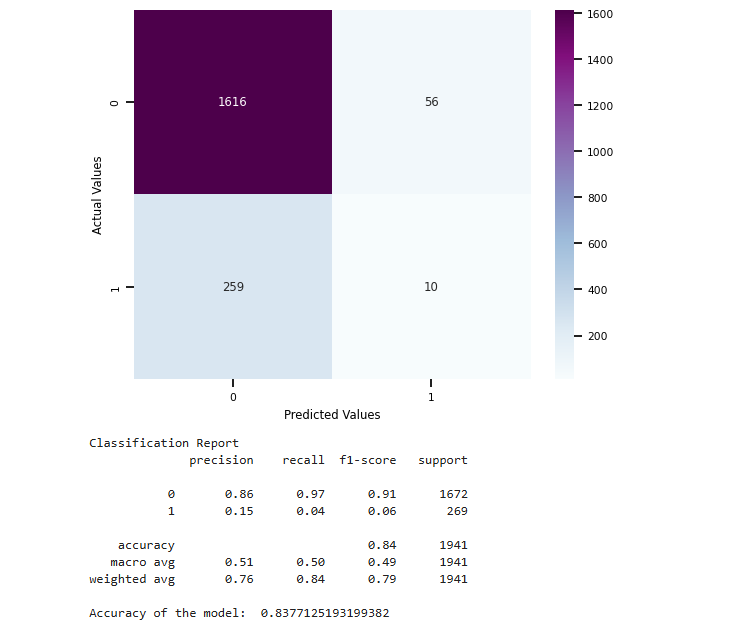 1600
1400
1200
1000
800
600
400
200
Actual Values
0
1616 56
1
259 10
0 1
Predicted Values
Classification Report
precision recall f1-score support
0 0.86 0.97 0.91 1672
1 0.15 0.04 0.06 269
accuracy 0.84 1941
macro avg 0.51 0.50 0.49 1941
weighted avg 0.76 0.84 0.79 1941
Accuracy of the model: 0.8377125193199382